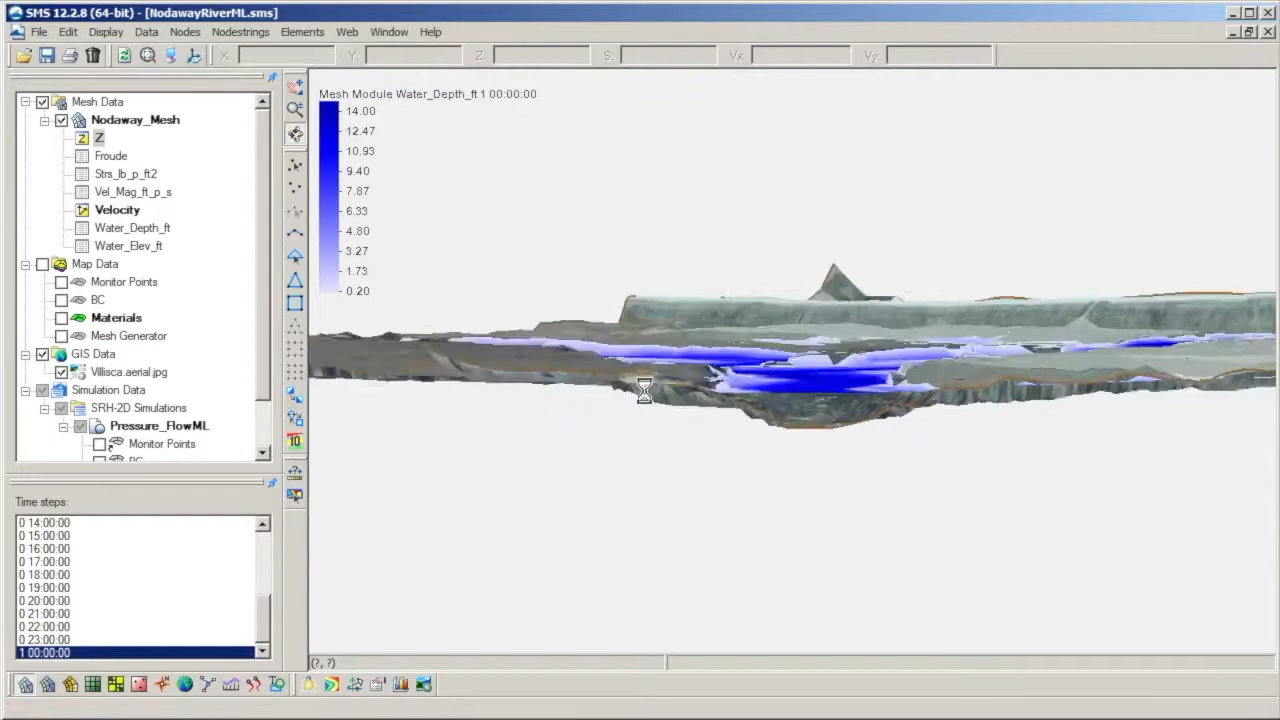 SMS 12.2.8 (64-bit) - [NodawayRiverML.sms]
File Edit Display Data Nodes Nodestrings Elements Web Window Help
X: Y: Z: S: Vx: Vy:
Mesh Data
Nodaway_Mesh
Z
Froude
Strs_lb_p_ft2
Vel_Mag_ft_p_s
Velocity
Water_Depth_ft
Water_Elev_ft
Map Data
Monitor Points
BC
Materials
Mesh Generator
GIS Data
Villisca.aerial.jpg
Simulation Data
SRH-2D Simulations
Pressure_FlowML
Monitor Points
Time steps:
0 14:00:00
0 15:00:00
0 16:00:00
0 17:00:00
0 18:00:00
0 19:00:00
0 20:00:00
0 21:00:00
0 22:00:00
0 23:00:00
1 00:00:00
10
Mesh Module Water_Depth_ft 1 00:00:00
14.00
12.47
10.93
9.40
7.87
6.33
4.80
3.27
1.73
0.20
(?, ?)